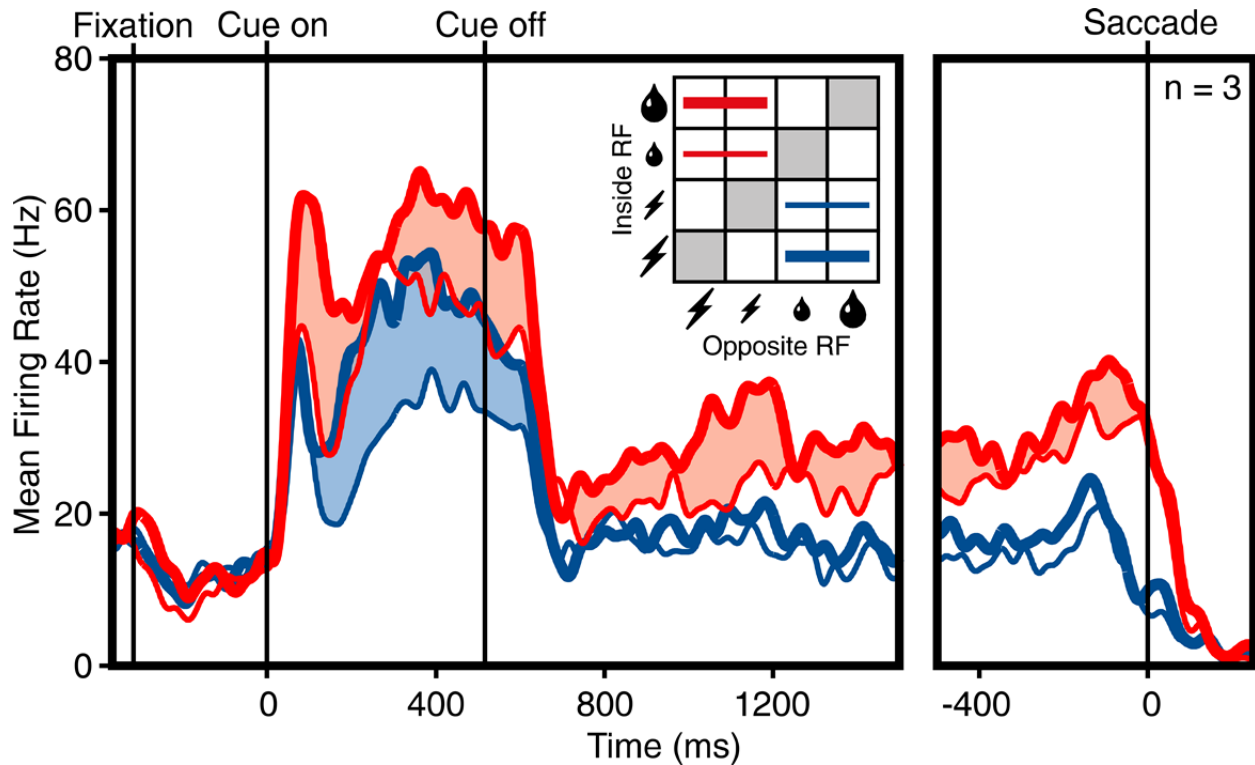 Fixation Cue on Cue off Saccade
80
60
40
20
0
Mean Firing Rate (Hz)
n = 3
Inside RF
Opposite RF
0 400 800 1200 -400 0
Time (ms)